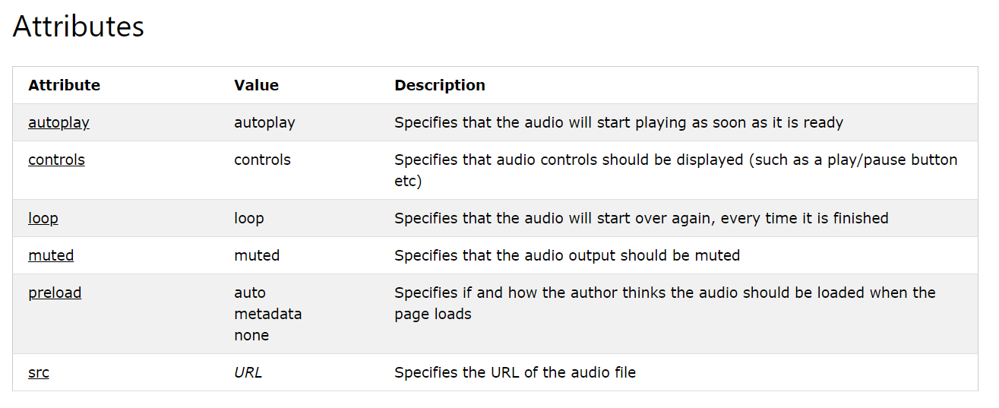 Attributes
Attribute Value Description
autoplay autoplay Specifies that the audio will start playing as soon as it is ready
controls controls Specifies that audio controls should be displayed (such as a play/pause button
etc)
loop loop Specifies that the audio will start over again, every time it is finished
muted muted Specifies that the audio output should be muted
preload auto Specifies if and how the author thinks the audio should be loaded when the
metadata page loads
none
src URL Specifies the URL of the audio file